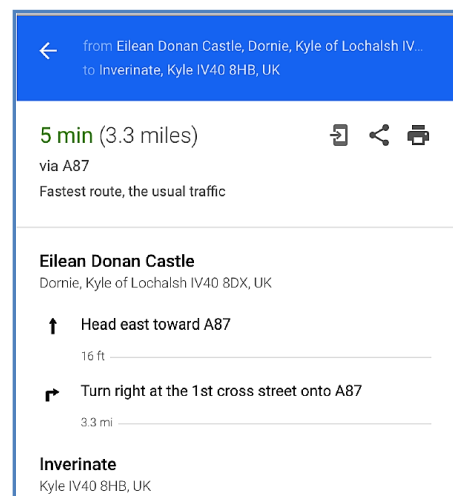 from Eilean Donan Castle, Dornie, Kyle of Lochalsh IV...
to Inverinate, Kyle IV40 8HB, UK
5 min (3.3 miles)
via A87
Fastest route, the usual traffic
Eilean Donan Castle
Dornie, Kyle of Lochalsh IV40 8DX, UK
Head east toward A87
16 ft
Turn right at the 1st cross street onto A87
3.3 mi
Inverinate
Kyle IV40 8HB, UK